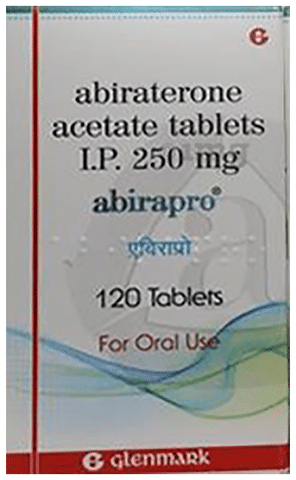 abiraterone
acetate tablets
I.P. 250 mg
abirapro®
एबिराप्रो
120 Tablets
For Oral Use
glenmark